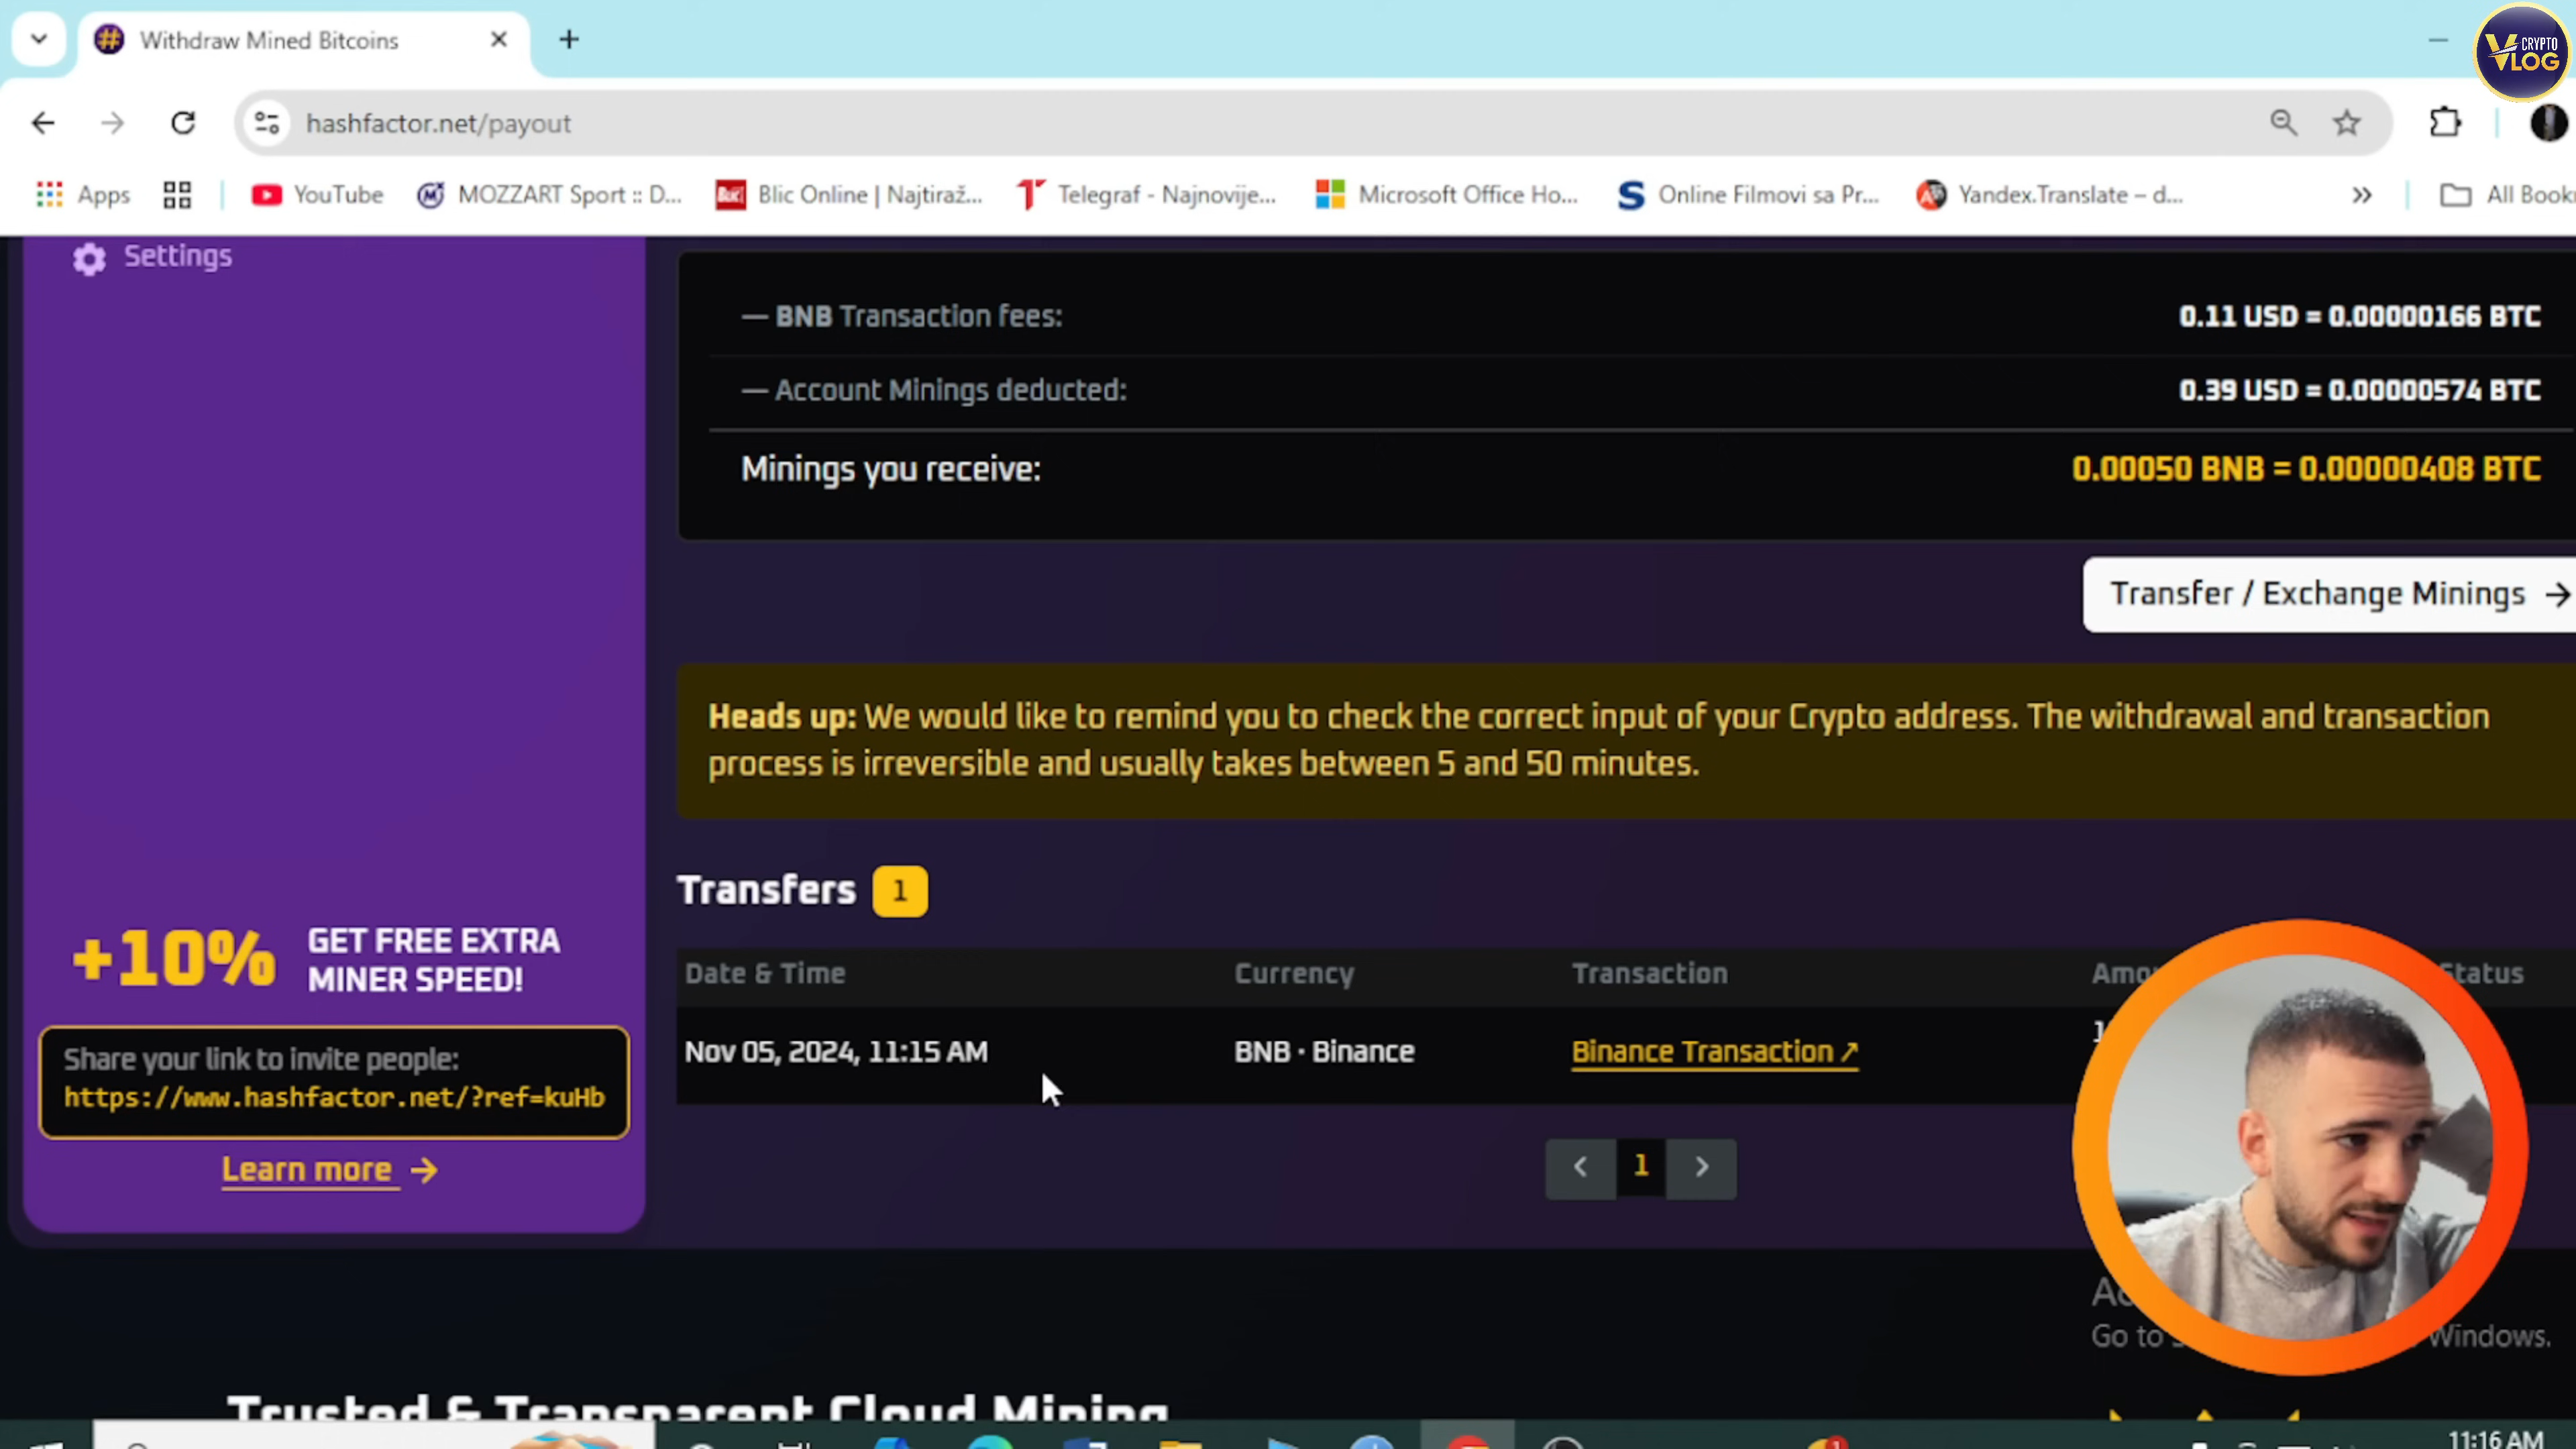 Withdraw Mined Bitcoins
CRYPTO
VLOG
hashfactor.net/payout
Apps
YouTube
MOZZART Sport :: D...
Blic Online | Najtiraž...
Telegraf - Najnovije...
Microsoft Office Ho...
Online Filmovi sa Pr...
Yandex.Translate – d...
All Book
Settings
— BNB Transaction fees:
0.11 USD = 0.00000166 BTC
— Account Minings deducted:
0.39 USD = 0.00000574 BTC
Minings you receive:
0.00050 BNB = 0.00000408 BTC
Transfer / Exchange Minings →
Heads up: We would like to remind you to check the correct input of your Crypto address. The withdrawal and transaction
process is irreversible and usually takes between 5 and 50 minutes.
Transfers 1
Date & Time Currency Transaction Status
Nov 05, 2024, 11:15 AM BNB · Binance Binance Transaction ↗
1
+10% GET FREE EXTRA
MINER SPEED!
Share your link to invite people:
https://www.hashfactor.net/?ref=kuHb
Learn more →
Go to Windows.
Trusted & Transparent Cloud Mining
11:16 AM